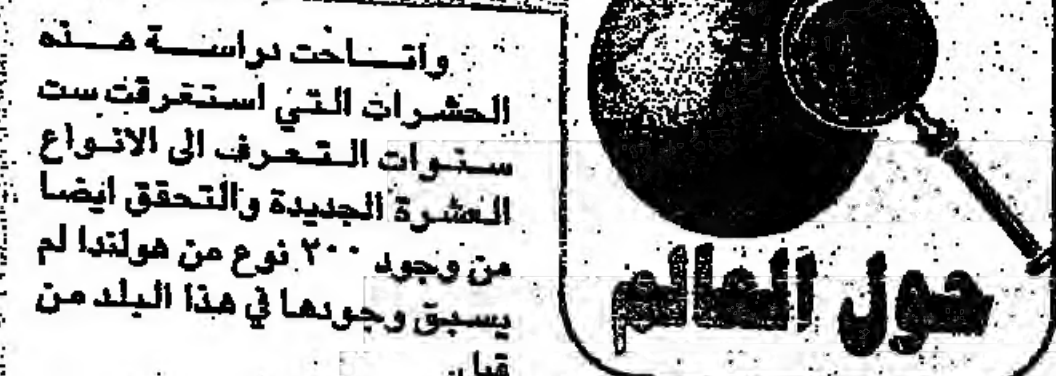 حول العالم
واتاحت دراسة هذه
الحشرات التي استغرقت ست
سنوات التعرف الى الانواع
العشرة الجديدة والتحقق ايضا
من وجود ٢٠٠ نوع من هولندا لم
يسبق وجودها في هذا البلد من
قبل.